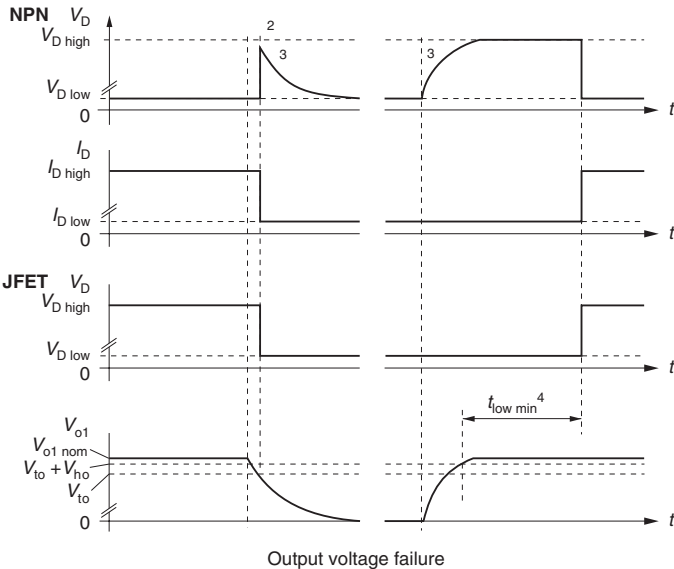 NPN V_D
2
V_D high
3
3
V_D low
0
t
I_D
I_D high
I_D low
0
t
JFET V_D
V_D high
V_D low
0
t
t_low min^4
V_o1
V_o1 nom
V_to + V_ho
V_to
0
t
Output voltage failure